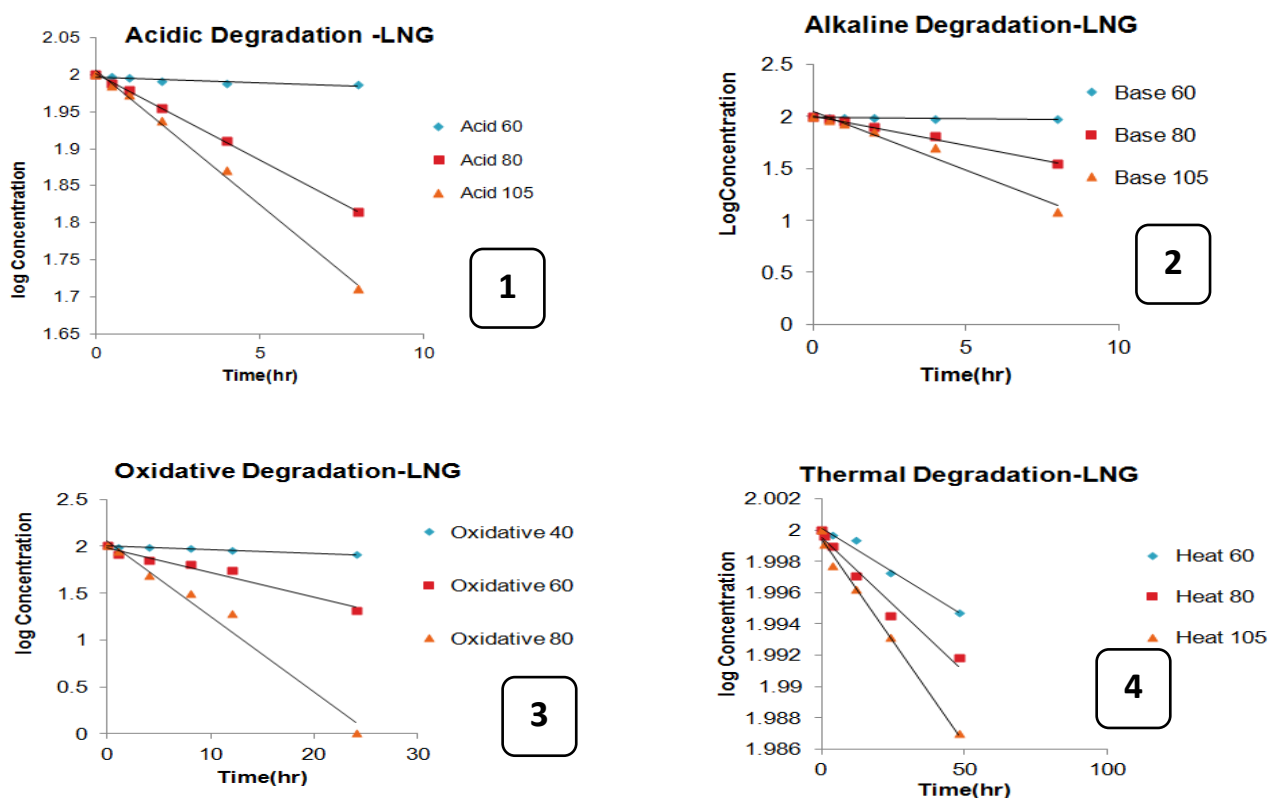 Acidic Degradation -LNG
2.05
2
1.95
1.9
1.85
1.8
1.75
1.7
1.65
0
5
10
log Concentration
Time(hr)
Acid 60
Acid 80
Acid 105
1
Alkaline Degradation-LNG
2.5
2
1.5
1
0.5
0
0
5
10
LogConcentration
Time(hr)
Base 60
Base 80
Base 105
2
Oxidative Degradation-LNG
2.5
2
1.5
1
0.5
0
0
10
20
30
log Concentration
Time(hr)
Oxidative 40
Oxidative 60
Oxidative 80
3
Thermal Degradation-LNG
2.002
2
1.998
1.996
1.994
1.992
1.99
1.988
1.986
0
50
100
log Concentration
Time(hr)
Heat 60
Heat 80
Heat 105
4